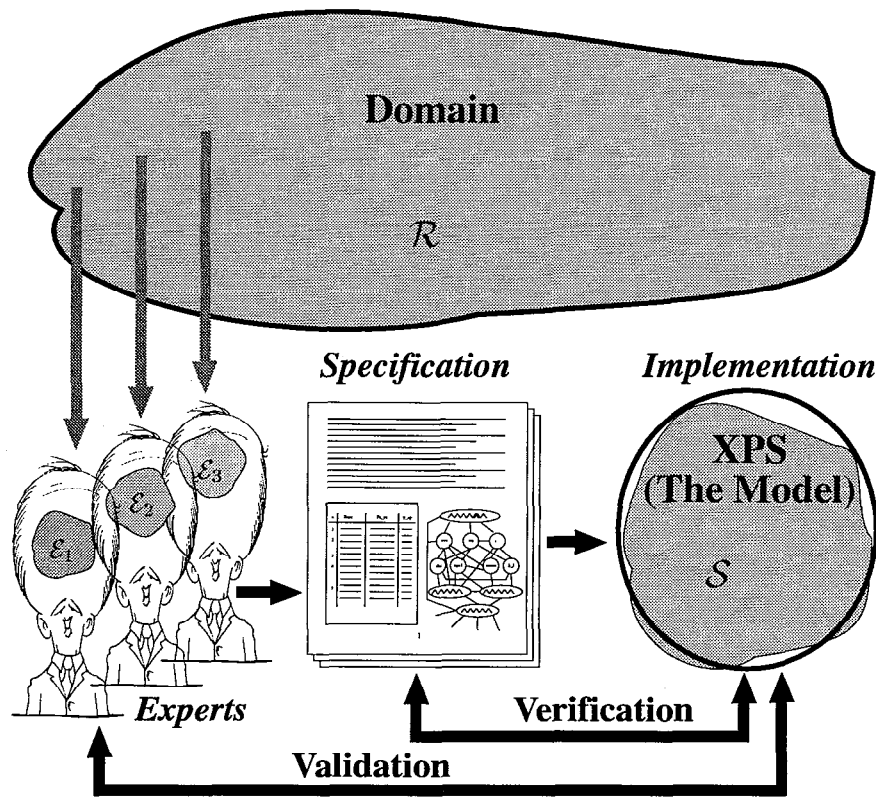 Domain
ℛ
Specification
Implementation
XPS
(The Model)
𝒮
ℰ₁
ℰ₂
ℰ₃
Experts
Verification
Validation